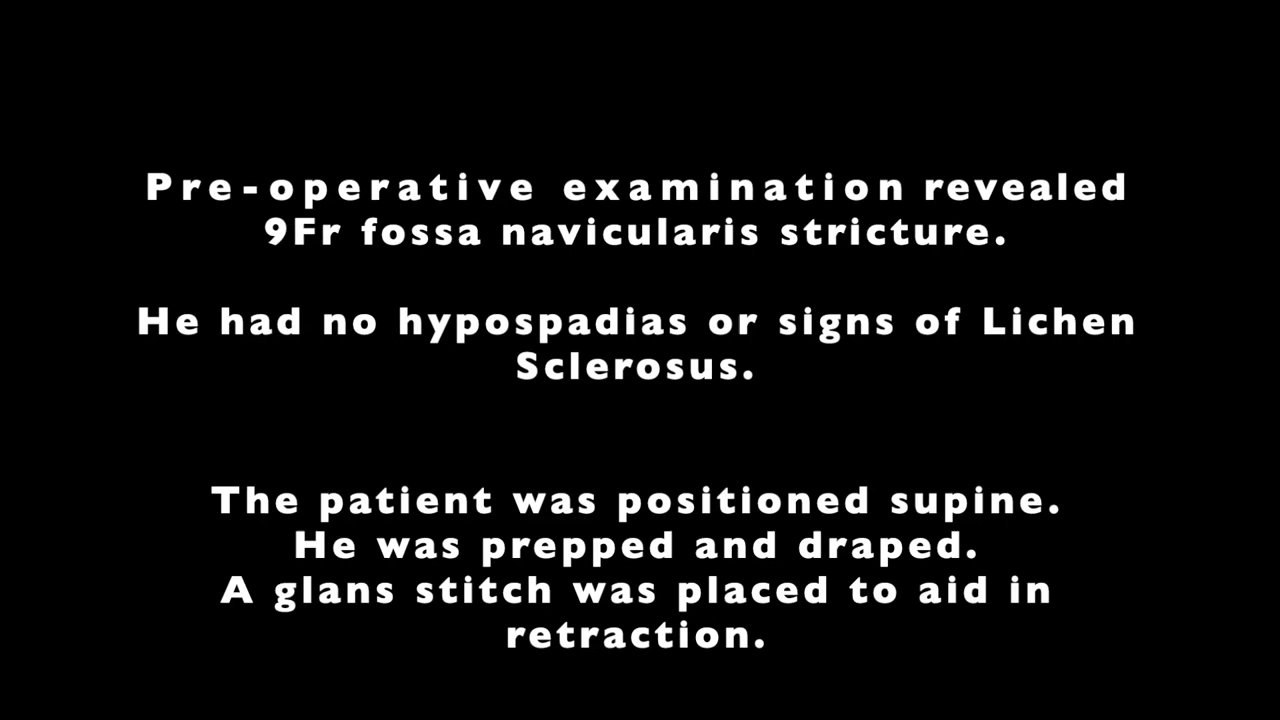 Pre-operative examination revealed
9Fr fossa navicularis stricture.
He had no hypospadias or signs of Lichen
Sclerosus.
The patient was positioned supine.
He was prepped and draped.
A glans stitch was placed to aid in
retraction.